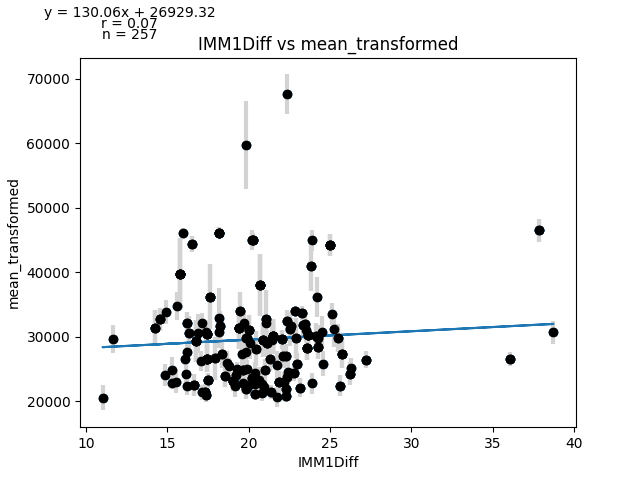 y = 130.06x + 26929.32
r = 0.07
n = 257
IMM1Diff vs mean_transformed
70000
60000
50000
40000
30000
20000
mean_transformed
10 15 20 25 30 35 40
IMM1Diff